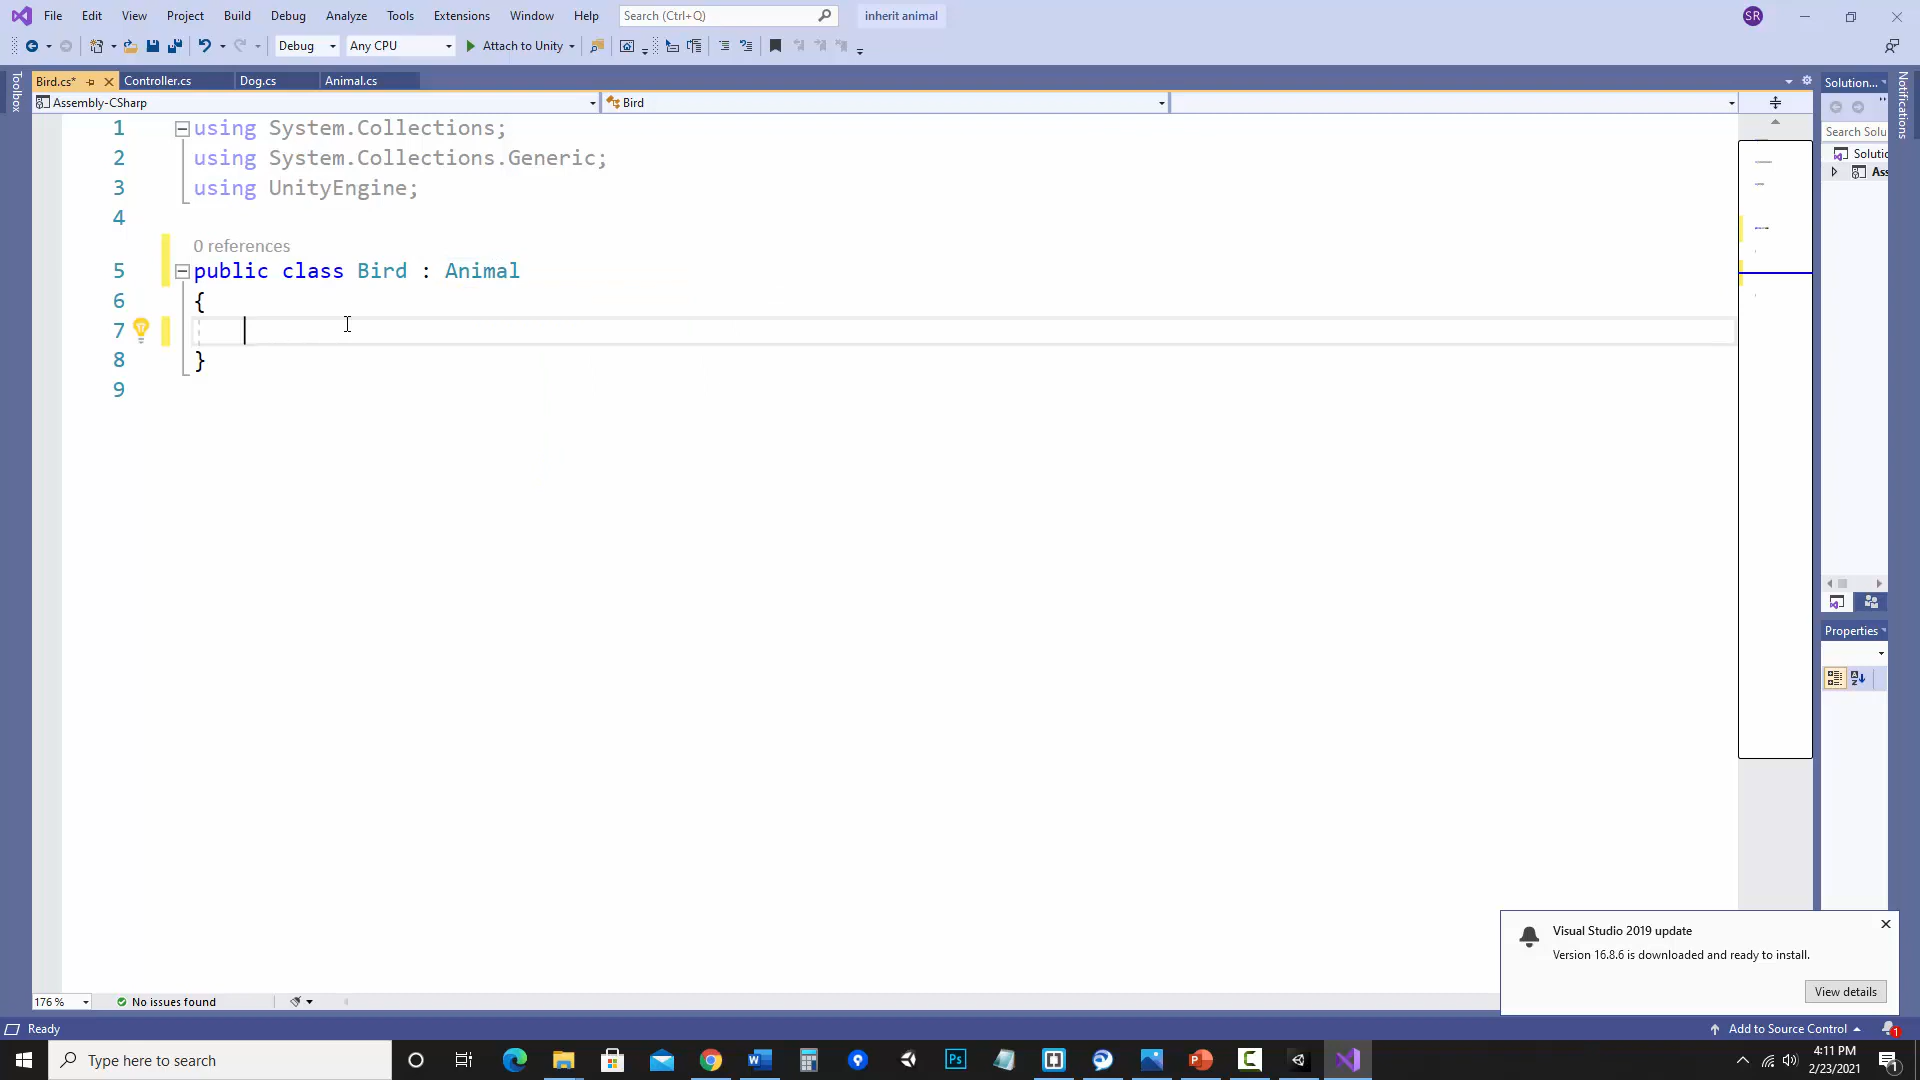 File Edit View Project Build Debug Analyze Tools Extensions Window Help Search (Ctrl+Q) inherit animal SR
Debug Any CPU Attach to Unity
Toolbox
Bird.cs* Controller.cs Dog.cs Animal.cs
Assembly-CSharp Bird
1 using System.Collections;
2 using System.Collections.Generic;
3 using UnityEngine;
4
0 references
5 public class Bird : Animal
6 {
7
8 }
9
Solution...
Search Solu
Solutio
Ass
Properties
Notifications
Visual Studio 2019 update
Version 16.8.6 is downloaded and ready to install.
View details
176 % No issues found
Ready Add to Source Control 1
Type here to search
4:11 PM
2/23/2021
1